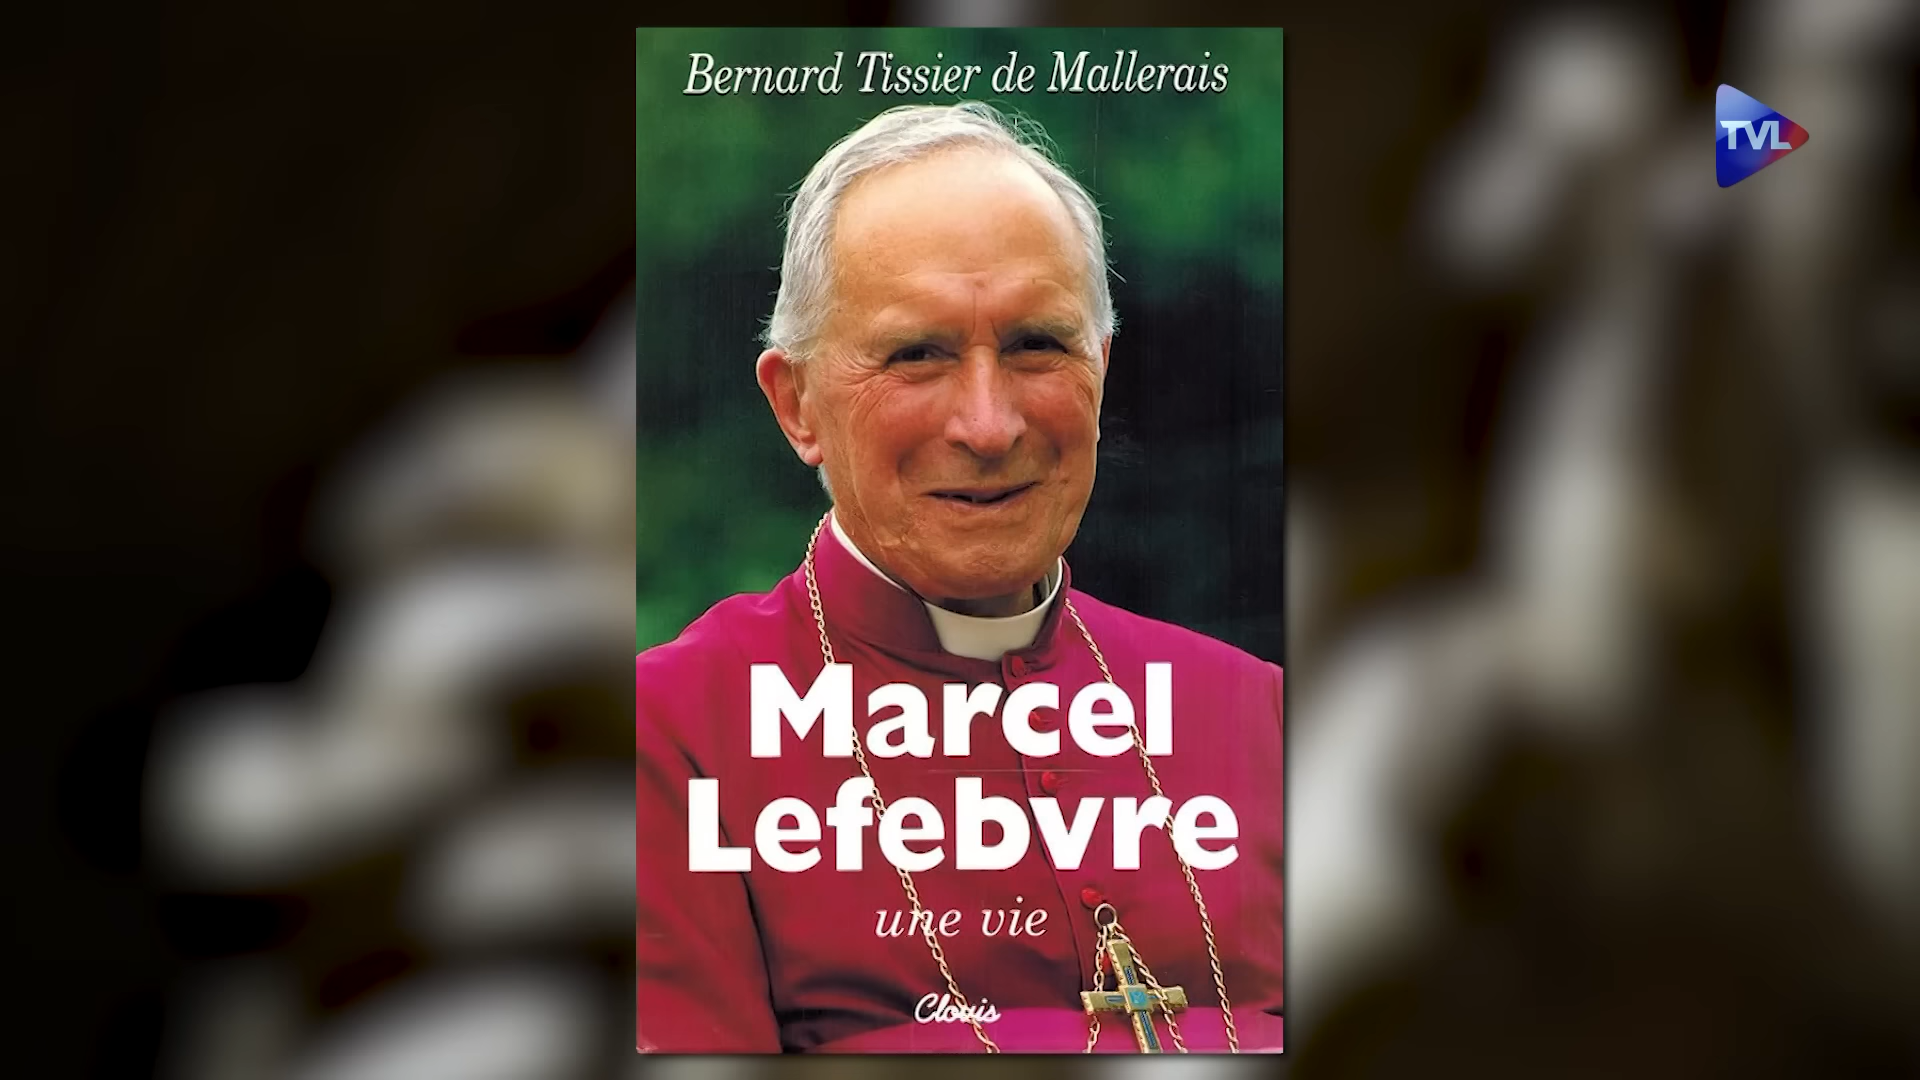 Bernard Tissier de Mallerais
TVL
Marcel
Lefebvre
une vie
Clovis